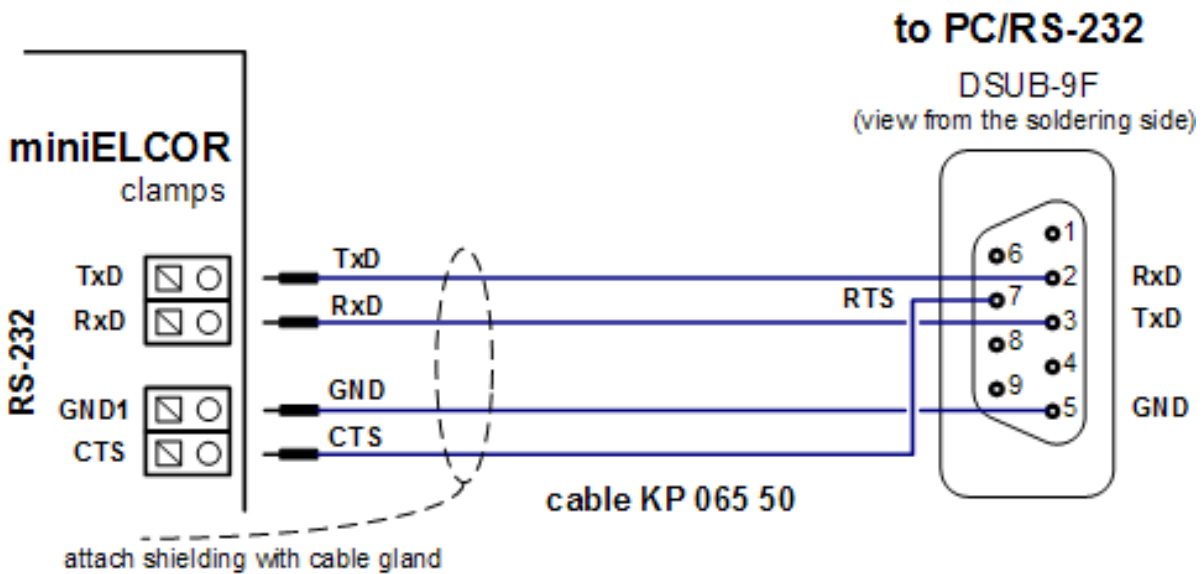 to PC/RS-232
DSUB-9F
(view from the soldering side)
miniELCOR
clamps
RS-232
TxD
TxD
RxD
RxD
GND1
GND
CTS
CTS
RTS
1
6
2
RxD
7
3
TxD
8
4
9
5
GND
cable KP 065 50
attach shielding with cable gland